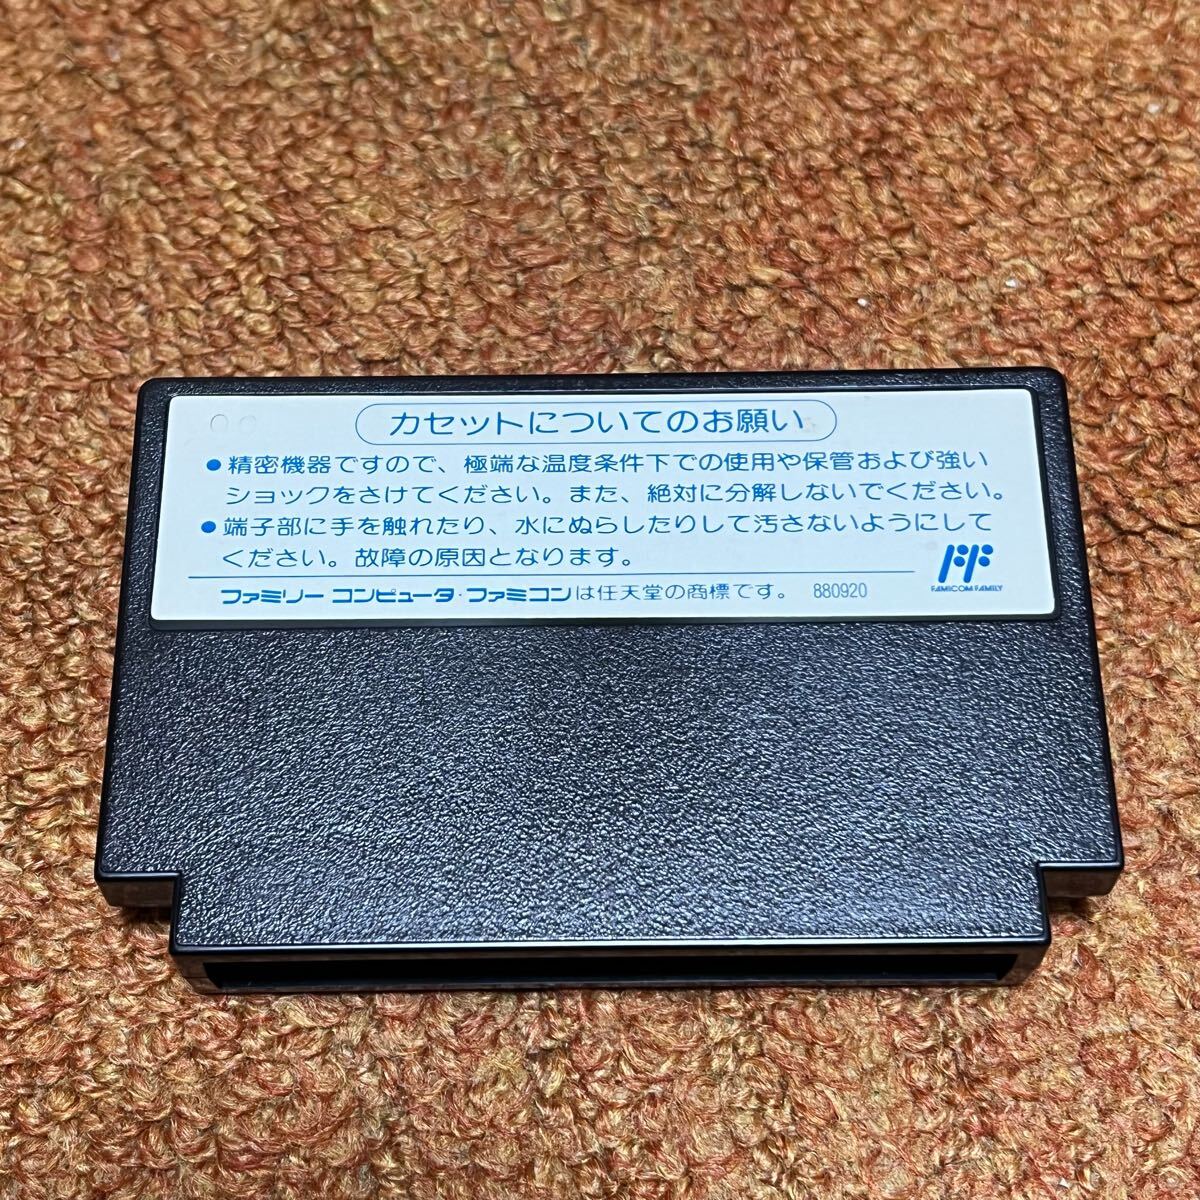 カセットについてのお願い
●精密機器ですので、極端な温度条件下での使用や保管および強い
ショックをさけてください。また、絶対に分解しないでください。
●端子部に手を触れたり、水にぬらしたりして汚さないようにして
ください。故障の原因となります。
FF
FAMICOM FAMILY
ファミリー コンピュータ・ファミコンは任天堂の商標です。 880920